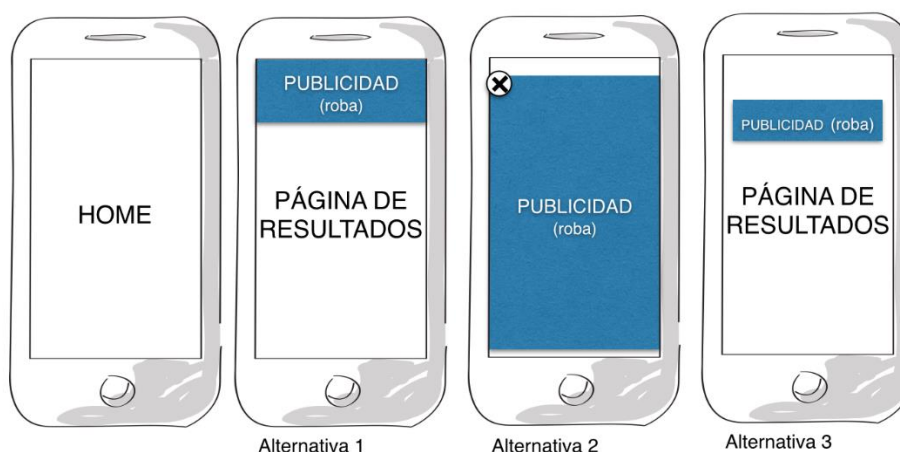 HOME
PUBLICIDAD
(roba)
PÁGINA DE
RESULTADOS
Alternativa 1
PUBLICIDAD
(roba)
Alternativa 2
PUBLICIDAD (roba)
PÁGINA DE
RESULTADOS
Alternativa 3